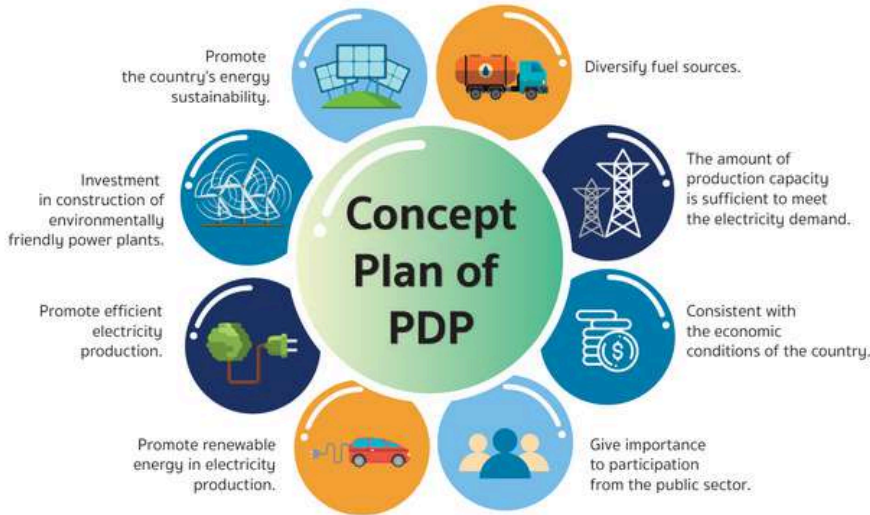 Promote
the country's energy
sustainability.
Diversify fuel sources.
Investment
in construction of
environmentally
friendly power plants.
The amount of
production capacity
is sufficient to meet
the electricity demand.
Concept
Plan of
PDP
Promote efficient
electricity
production.
Consistent with
the economic
conditions of the country.
$
Promote renewable
energy in electricity
production.
Give importance
to participation
from the public sector.